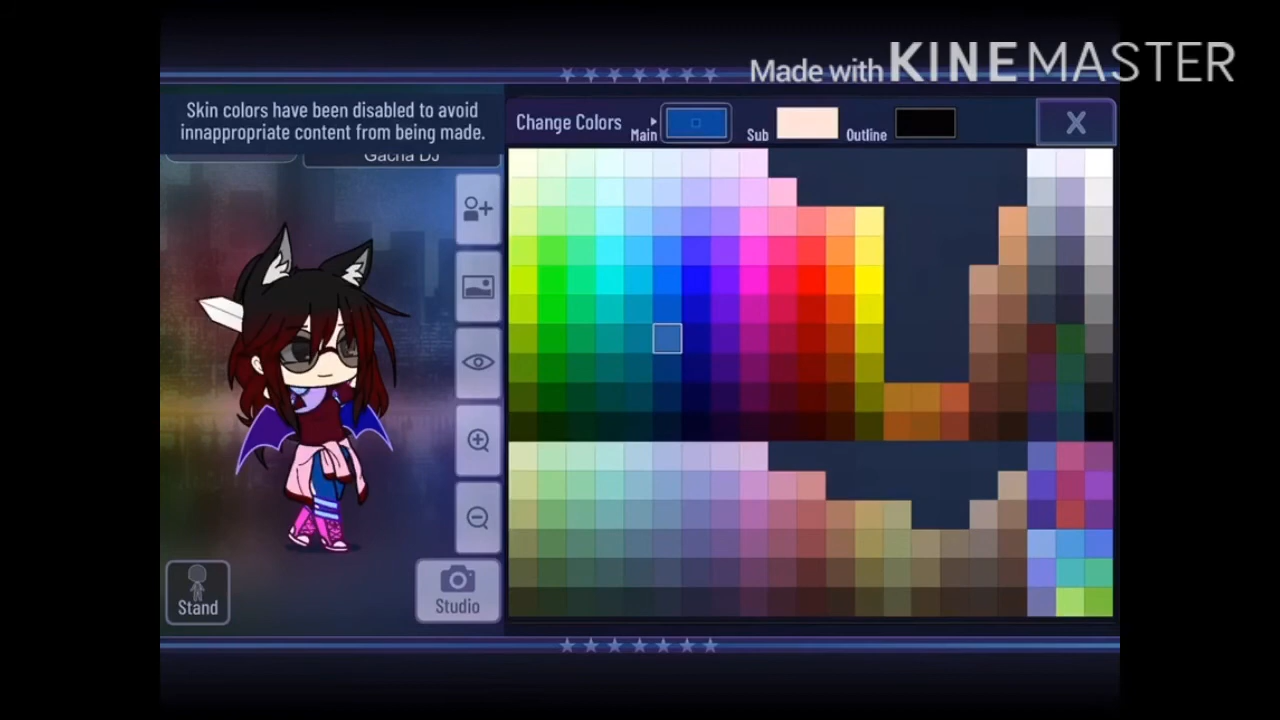 Made with KINEMASTER
Skin colors have been disabled to avoid
innappropriate content from being made.
Gacha DJ
Change Colors
Main
Sub
Outline
X
Stand
Studio